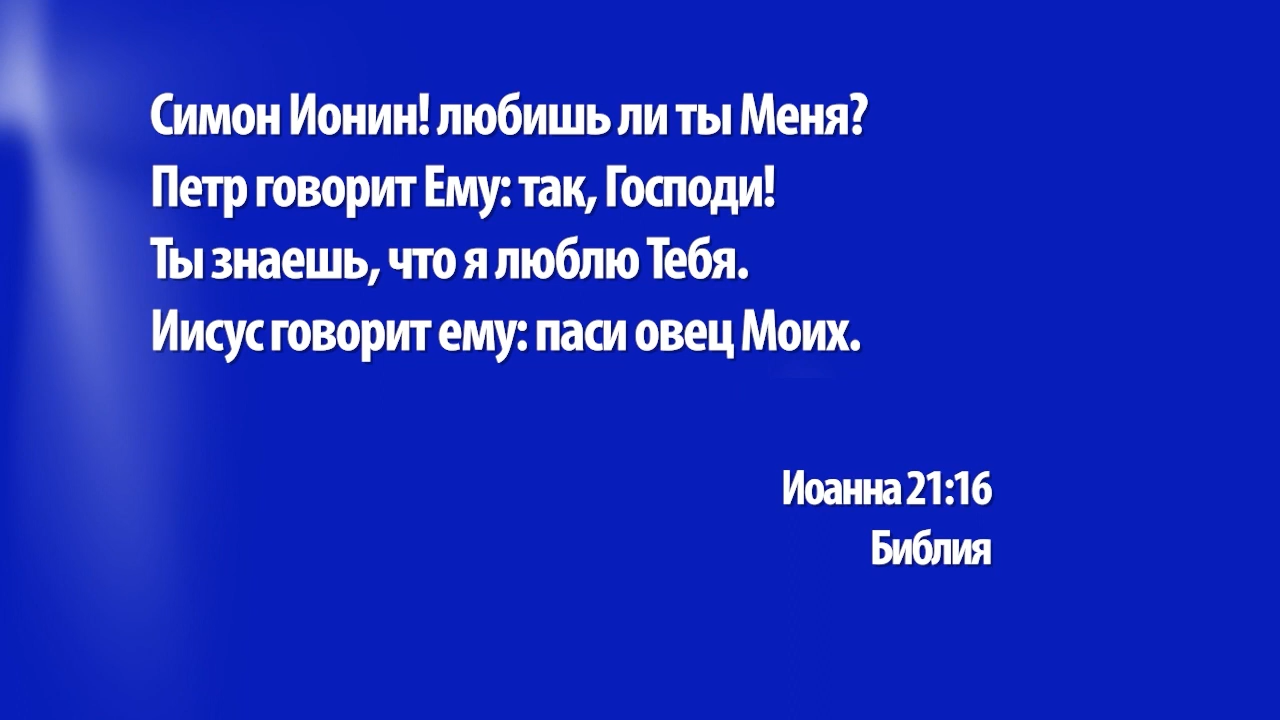 Симон Ионин! любишь ли ты Меня?
Петр говорит Ему: так, Господи!
Ты знаешь, что я люблю Тебя.
Иисус говорит ему: паси овец Моих.
Иоанна 21:16
Библия